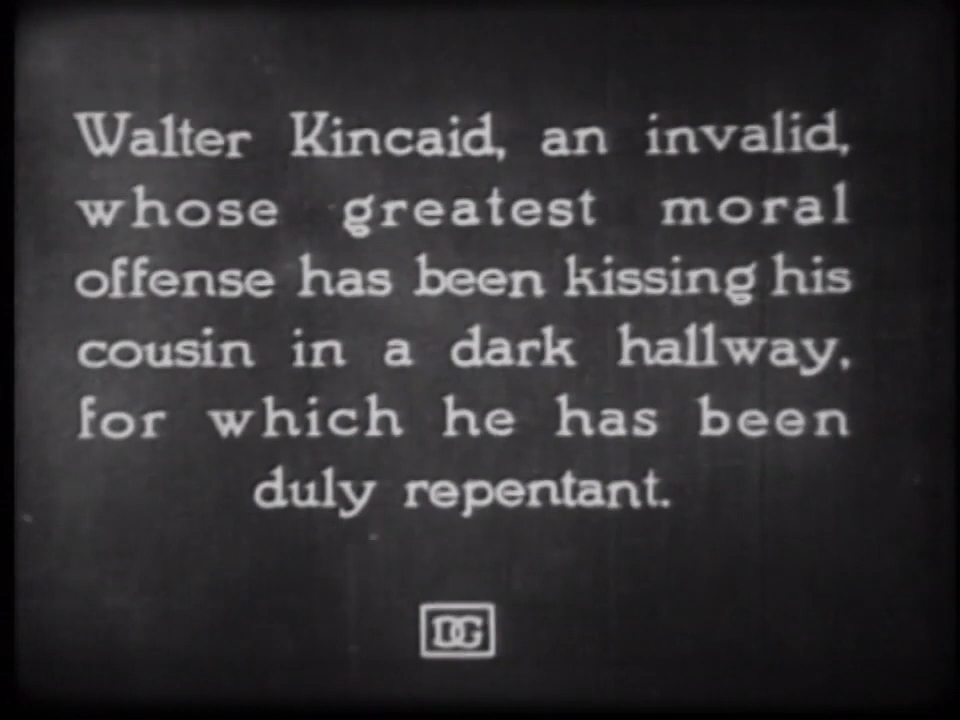 Walter Kincaid, an invalid,
whose greatest moral
offense has been kissing his
cousin in a dark hallway,
for which he has been
duly repentant.
DG